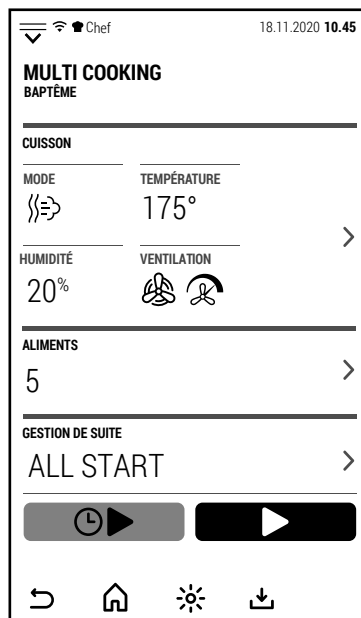 Chef 18.11.2020 10.45
MULTI COOKING
BAPTÊME
CUISSON
MODE TEMPÉRATURE
175°
HUMIDITÉ VENTILATION
20%
ALIMENTS
5
GESTION DE SUITE
ALL START